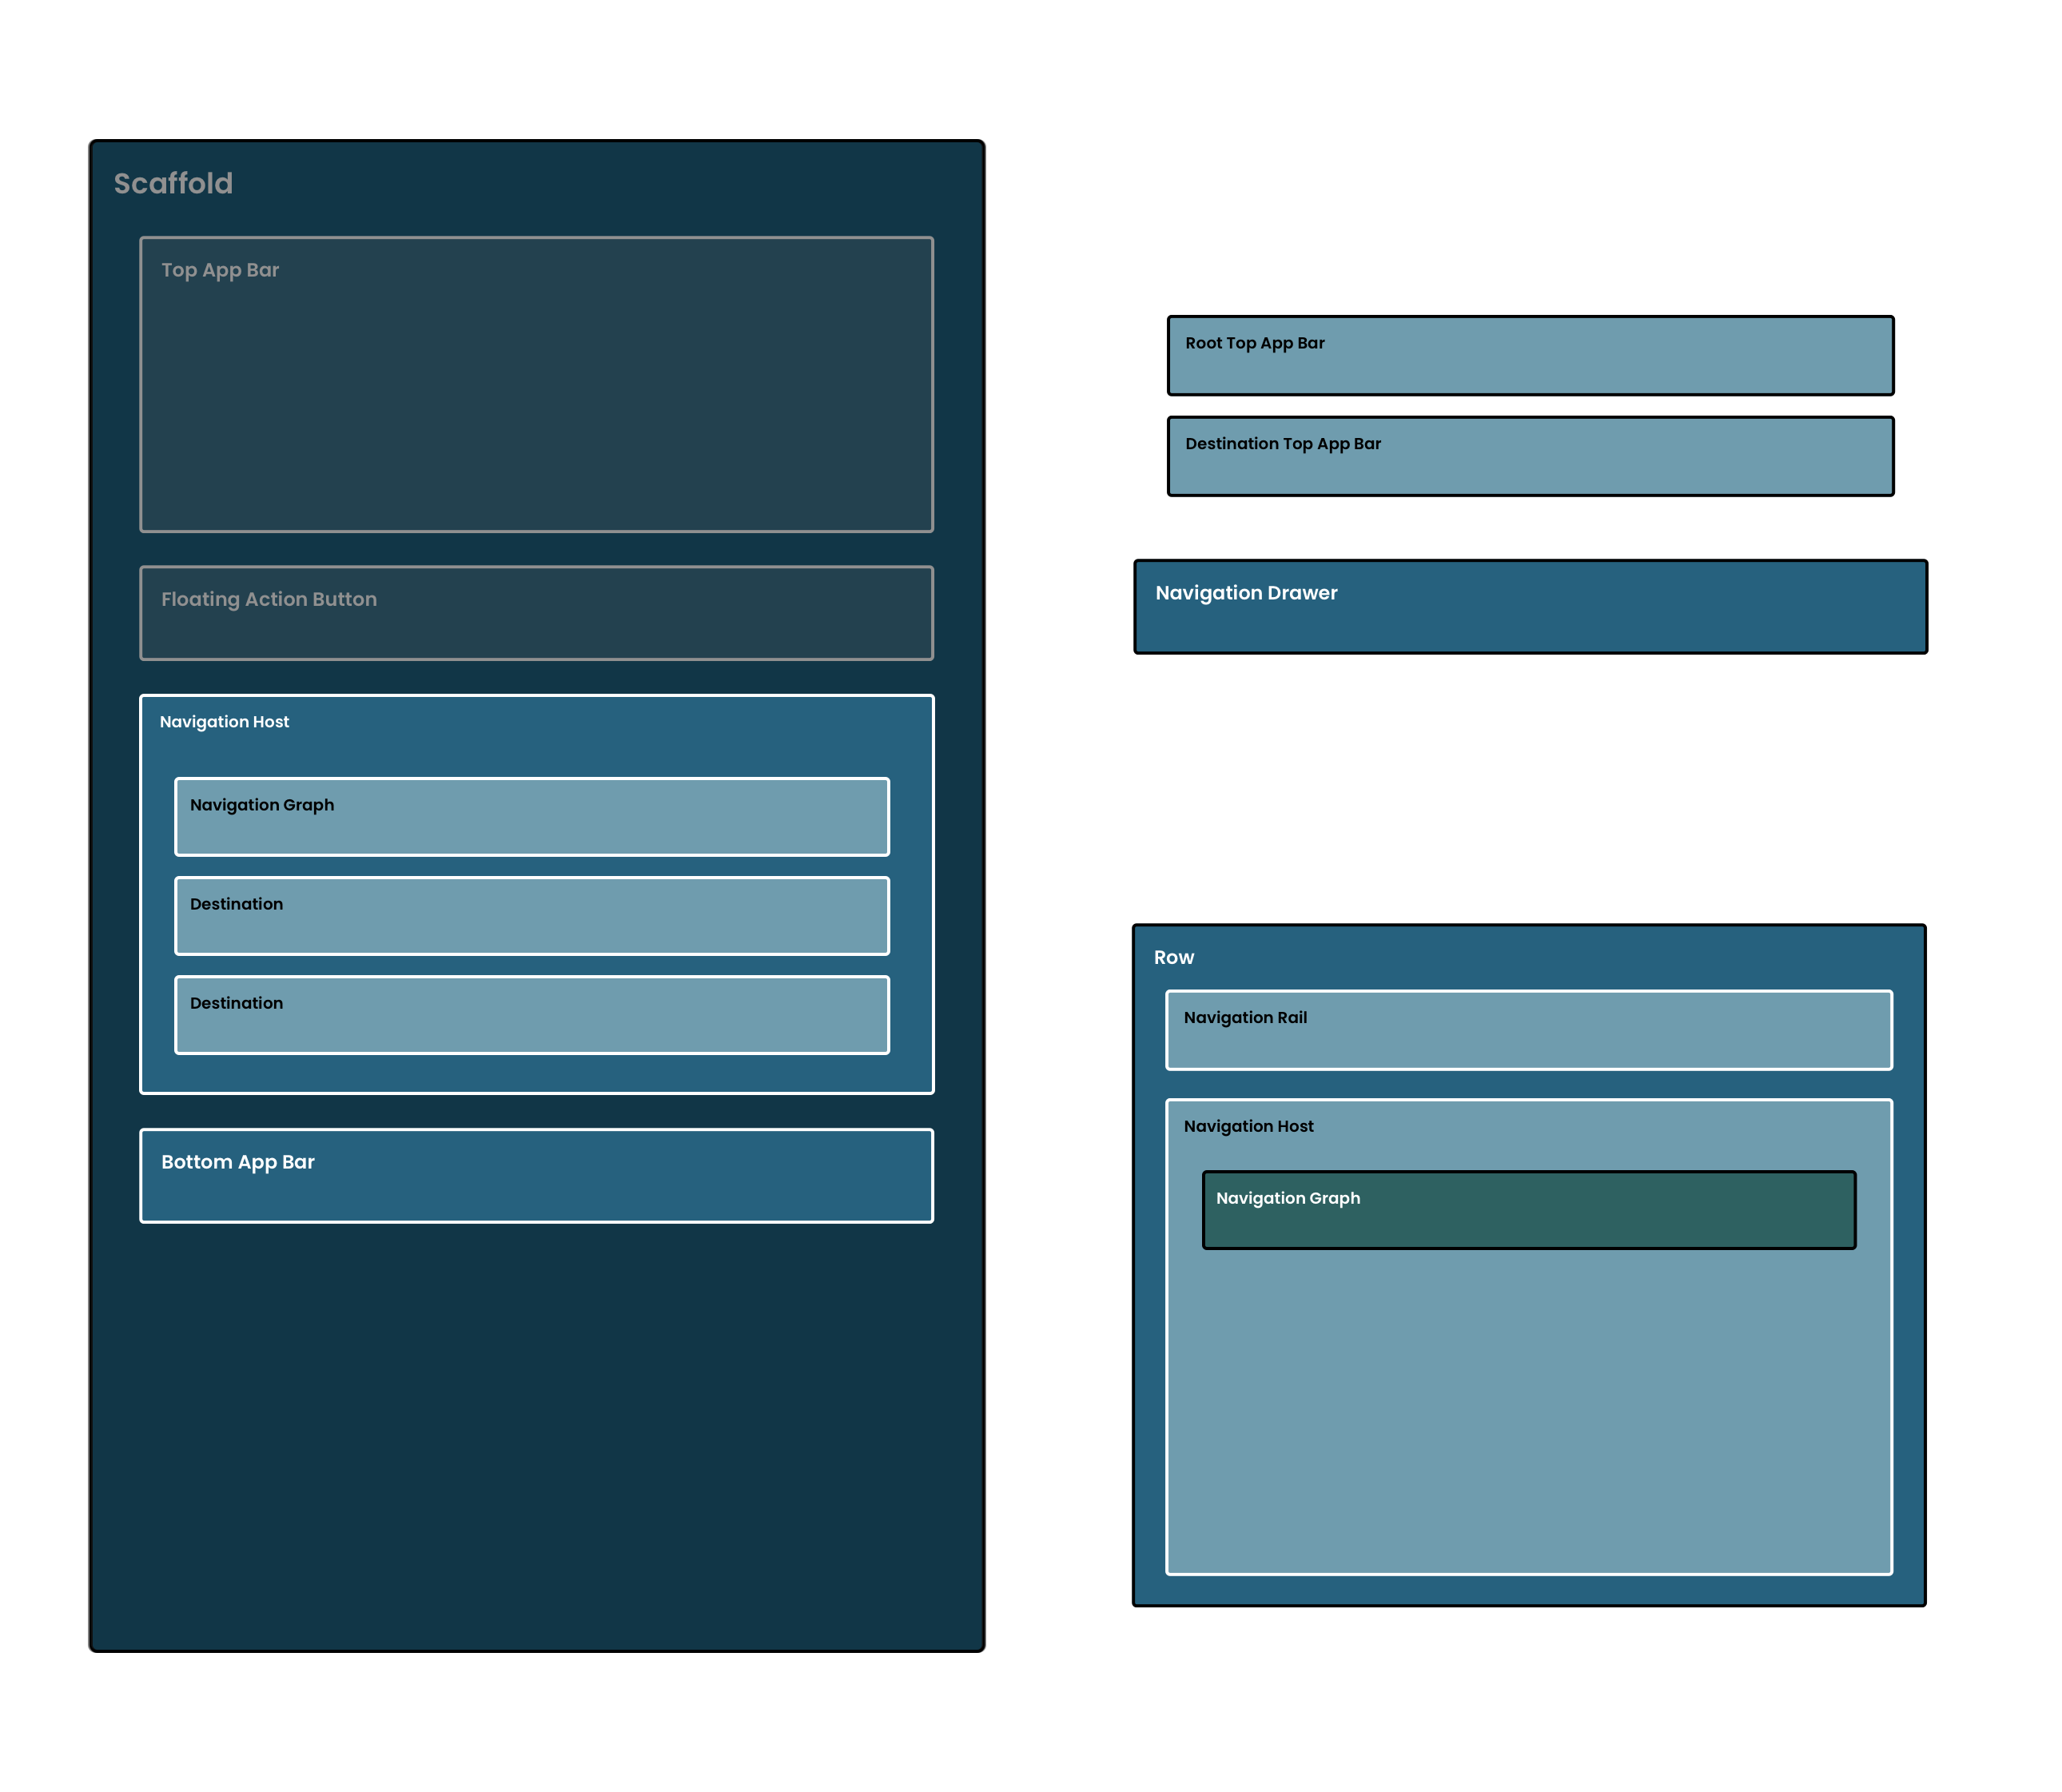 Scaffold
Top App Bar
Floating Action Button
Navigation Host
Navigation Graph
Destination
Destination
Bottom App Bar
Root Top App Bar
Destination Top App Bar
Navigation Drawer
Row
Navigation Rail
Navigation Host
Navigation Graph